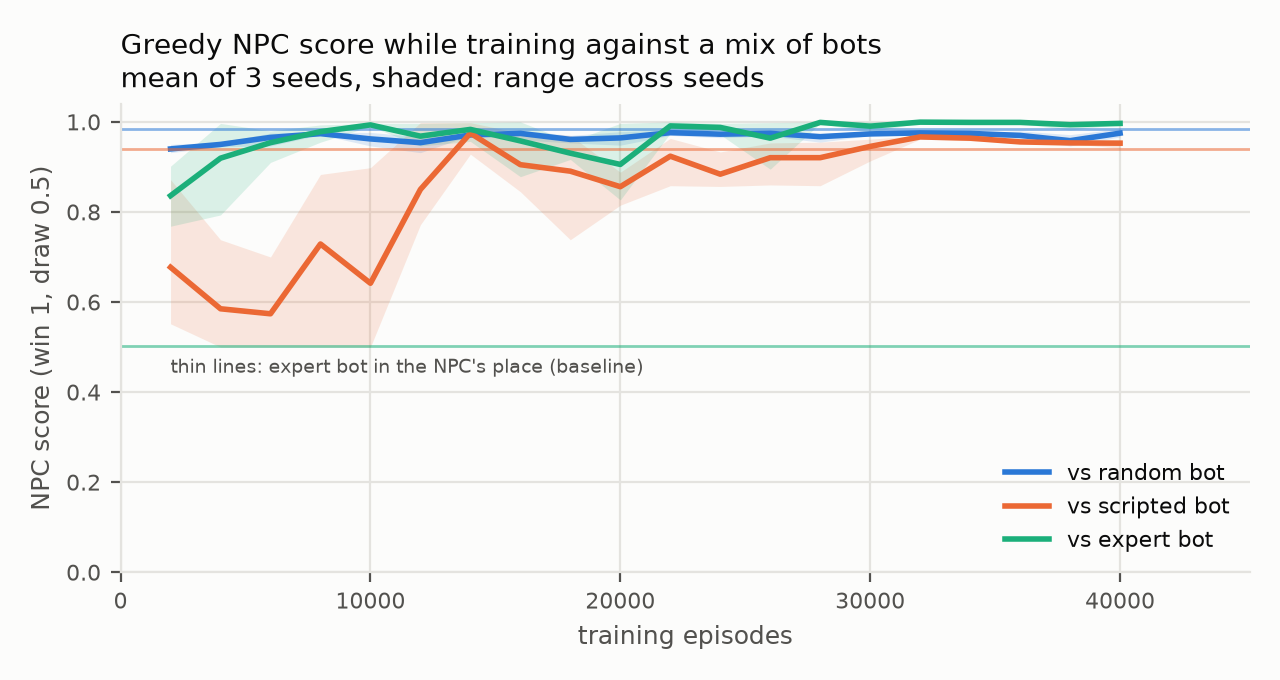 Greedy NPC score while training against a mix of bots
mean of 3 seeds, shaded: range across seeds
NPC score (win 1, draw 0.5)
1.0
0.8
0.6
0.4
0.2
0.0
thin lines: expert bot in the NPC's place (baseline)
vs random bot
vs scripted bot
vs expert bot
0
10000
20000
30000
40000
training episodes